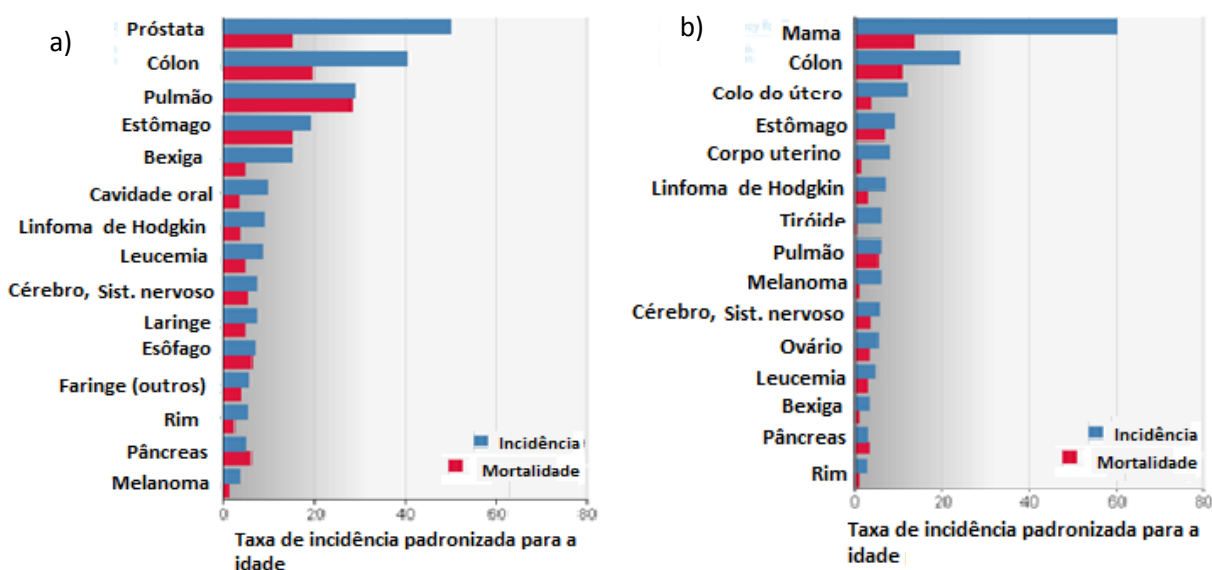 a)
Próstata
Cólon
Pulmão
Estômago
Bexiga
Cavidade oral
Linfoma de Hodgkin
Leucemia
Cérebro, Sist. nervoso
Laringe
Esôfago
Faringe (outros)
Rim
Pâncreas
Melanoma
Incidência
Mortalidade
0 20 40 60 80
Taxa de incidência padronizada para a
idade
b)
Mama
Cólon
Colo do útero
Estômago
Corpo uterino
Linfoma de Hodgkin
Tiróide
Pulmão
Melanoma
Cérebro, Sist. nervoso
Ovário
Leucemia
Bexiga
Pâncreas
Rim
Incidência
Mortalidade
0 20 40 60 80
Taxa de incidência padronizada para a
idade